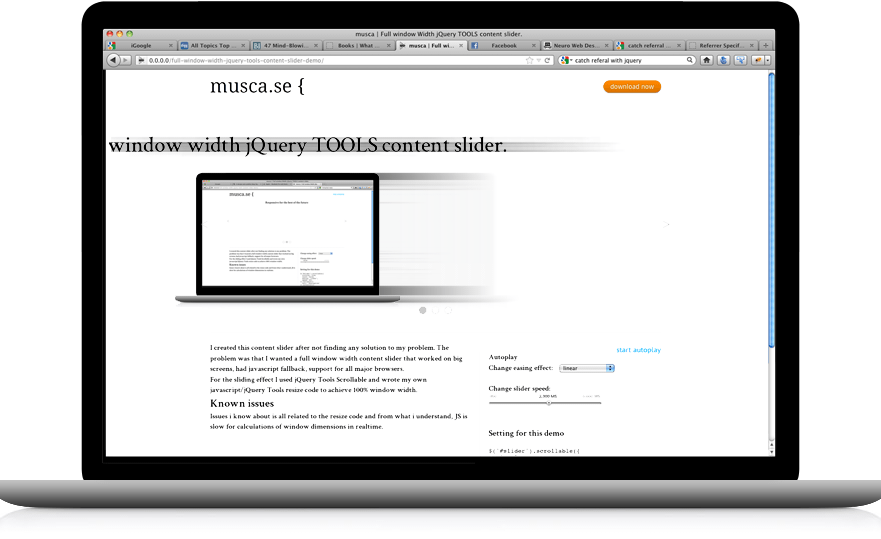 musca | Full window Width jQuery TOOLS content slider.
iGoogle
All Topics Top ...
47 Mind-Blowi...
Books | What ...
musca | Full wi...
Facebook
Neuro Web Des...
catch referral ...
Referrer Specif...
0.0.0.0/full-window-width-jquery-tools-content-slider-demo/
catch referal with jquery
musca.se {
download now
window width jQuery TOOLS content slider.
musca.se {
start autoplay
I created this content slider after not finding any solution to my problem. The
problem was that I wanted a full window width content slider that worked on big
screens, had javascript fallback, support for all major browsers.
For the sliding effect I used jQuery Tools Scrollable and wrote my own
javascript/jQuery Tools resize code to achieve 100% window width.
Known issues
Issues i know about is all related to the resize code and from what i understand, JS is
slow for calculations of window dimensions in realtime.
Autoplay
Change easing effect: linear
Change slider speed:
Setting for this demo
$('#slider').scrollable({